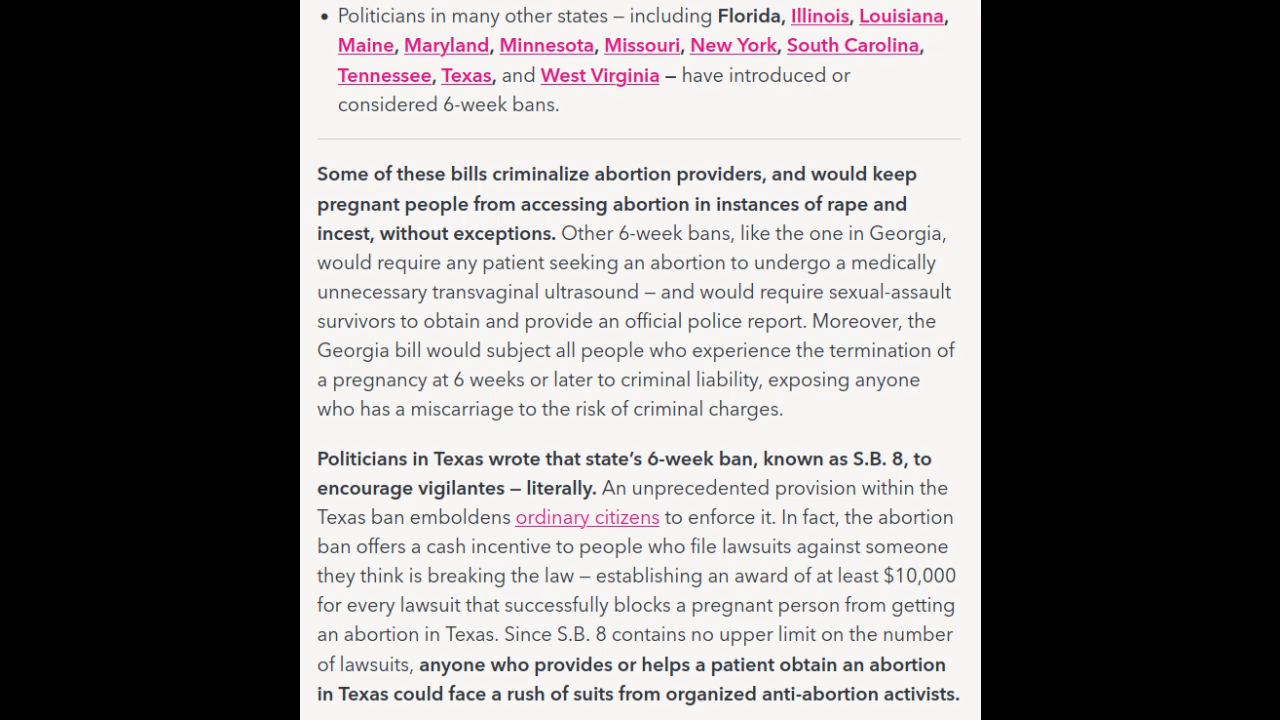 • Politicians in many other states – including Florida, Illinois, Louisiana,
Maine, Maryland, Minnesota, Missouri, New York, South Carolina,
Tennessee, Texas, and West Virginia – have introduced or
considered 6-week bans.
Some of these bills criminalize abortion providers, and would keep
pregnant people from accessing abortion in instances of rape and
incest, without exceptions. Other 6-week bans, like the one in Georgia,
would require any patient seeking an abortion to undergo a medically
unnecessary transvaginal ultrasound – and would require sexual-assault
survivors to obtain and provide an official police report. Moreover, the
Georgia bill would subject all people who experience the termination of
a pregnancy at 6 weeks or later to criminal liability, exposing anyone
who has a miscarriage to the risk of criminal charges.
Politicians in Texas wrote that state’s 6-week ban, known as S.B. 8, to
encourage vigilantes – literally. An unprecedented provision within the
Texas ban emboldens ordinary citizens to enforce it. In fact, the abortion
ban offers a cash incentive to people who file lawsuits against someone
they think is breaking the law – establishing an award of at least $10,000
for every lawsuit that successfully blocks a pregnant person from getting
an abortion in Texas. Since S.B. 8 contains no upper limit on the number
of lawsuits, anyone who provides or helps a patient obtain an abortion
in Texas could face a rush of suits from organized anti-abortion activists.